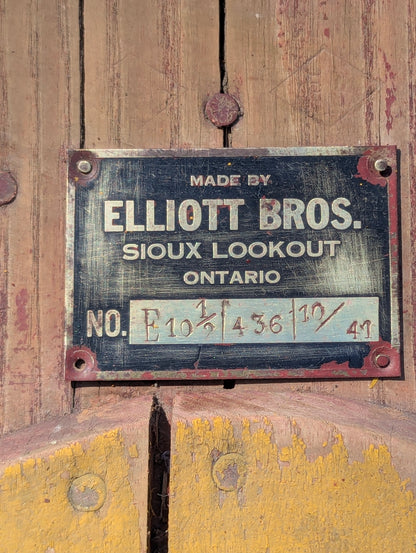 MADE BY
ELLIOTT BROS.
SIOUX LOOKOUT
ONTARIO
NO. E10½ 436 10/41